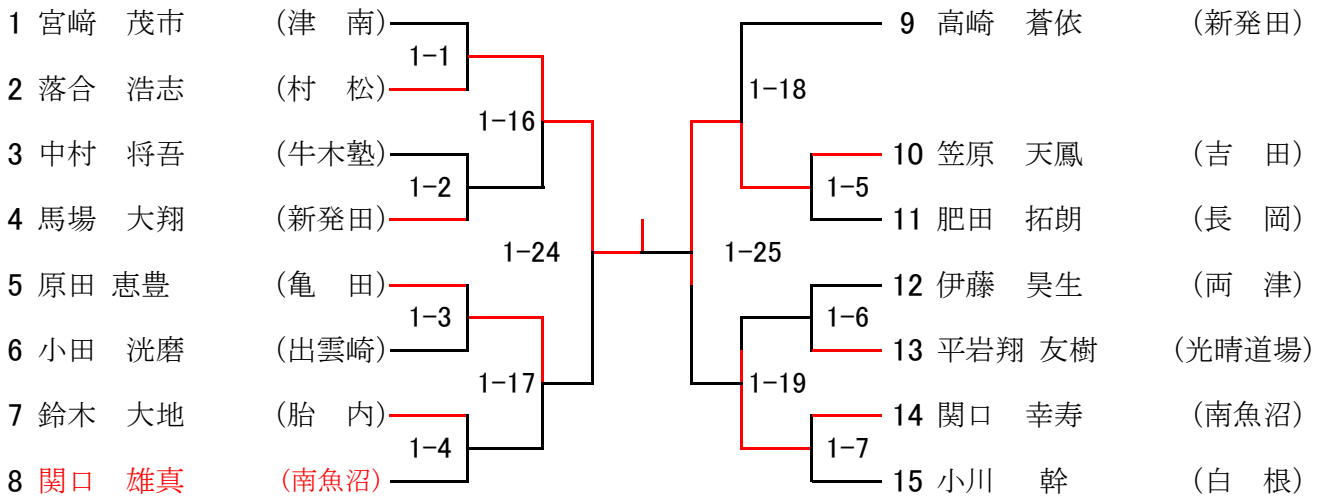 1 宮﨑　茂市 (津　南)
1-1
2 落合　浩志 (村　松)
1-16
3 中村　将吾 (牛木塾)
1-2
4 馬場　大翔 (新発田)
1-24
5 原田 恵豊 (亀　田)
1-3
6 小田　洸磨 (出雲崎)
1-17
7 鈴木　大地 (胎　内)
1-4
8 関口　雄真 (南魚沼)
9 高崎　蒼依 (新発田)
1-18
10 笠原　天鳳 (吉　田)
1-5
11 肥田　拓朗 (長　岡)
1-25
12 伊藤　昊生 (両　津)
1-6
13 平岩翔 友樹 (光晴道場)
1-19
14 関口　幸寿 (南魚沼)
1-7
15 小川　幹 (白　根)